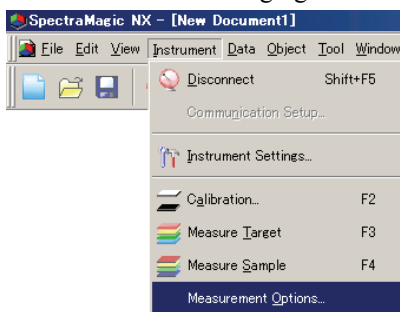 SpectraMagic NX - [New Document1]
File Edit View Instrument Data Object Tool Window
Disconnect Shift+F5
Communication Setup...
Instrument Settings...
Calibration... F2
Measure Target F3
Measure Sample F4
Measurement Options...